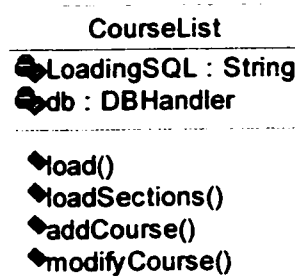 CourseList
LoadingSQL : String
db : DBHandler
load()
loadSections()
addCourse()
modifyCourse()